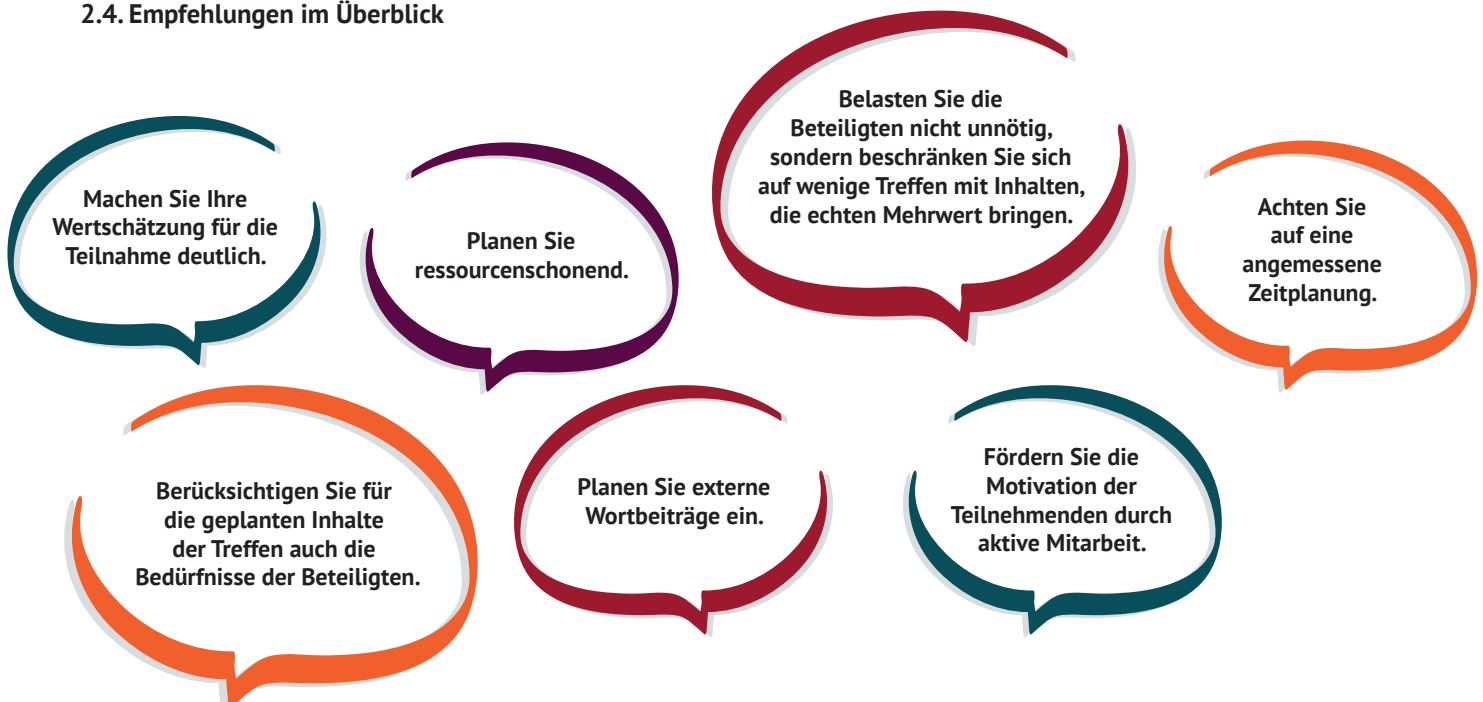 2.4. Empfehlungen im Überblick
Machen Sie Ihre
Wertschätzung für die
Teilnahme deutlich.
Planen Sie
ressourcenschonend.
Belasten Sie die
Beteiligten nicht unnötig,
sondern beschränken Sie sich
auf wenige Treffen mit Inhalten,
die echten Mehrwert bringen.
Achten Sie
auf eine
angemessene
Zeitplanung.
Berücksichtigen Sie für
die geplanten Inhalte
der Treffen auch die
Bedürfnisse der Beteiligten.
Planen Sie externe
Wortbeiträge ein.
Fördern Sie die
Motivation der
Teilnehmenden durch
aktive Mitarbeit.